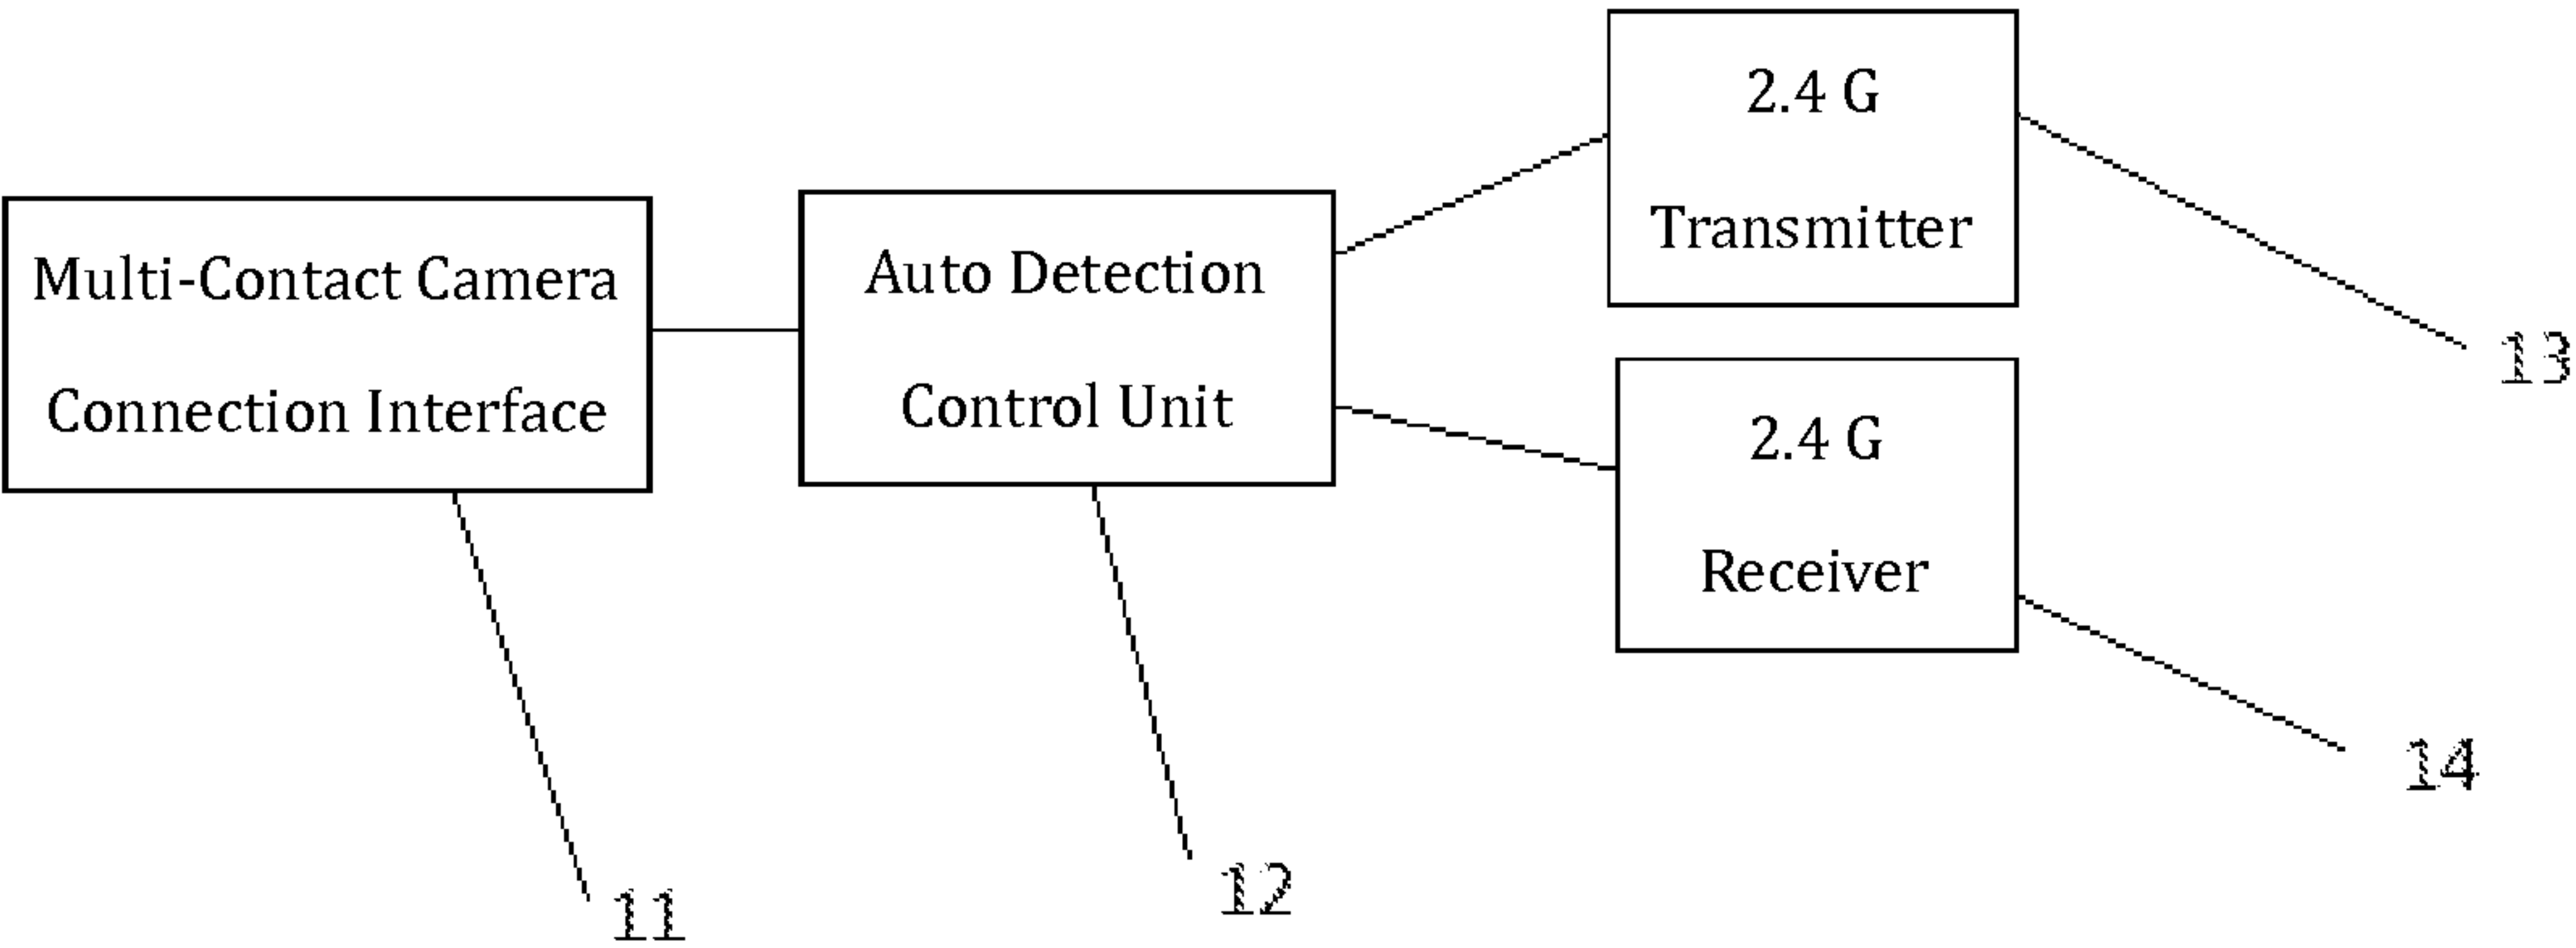 Multi-Contact Camera
Connection Interface
Auto Detection
Control Unit
2.4 G
Transmitter
2.4 G
Receiver
11
12
13
14